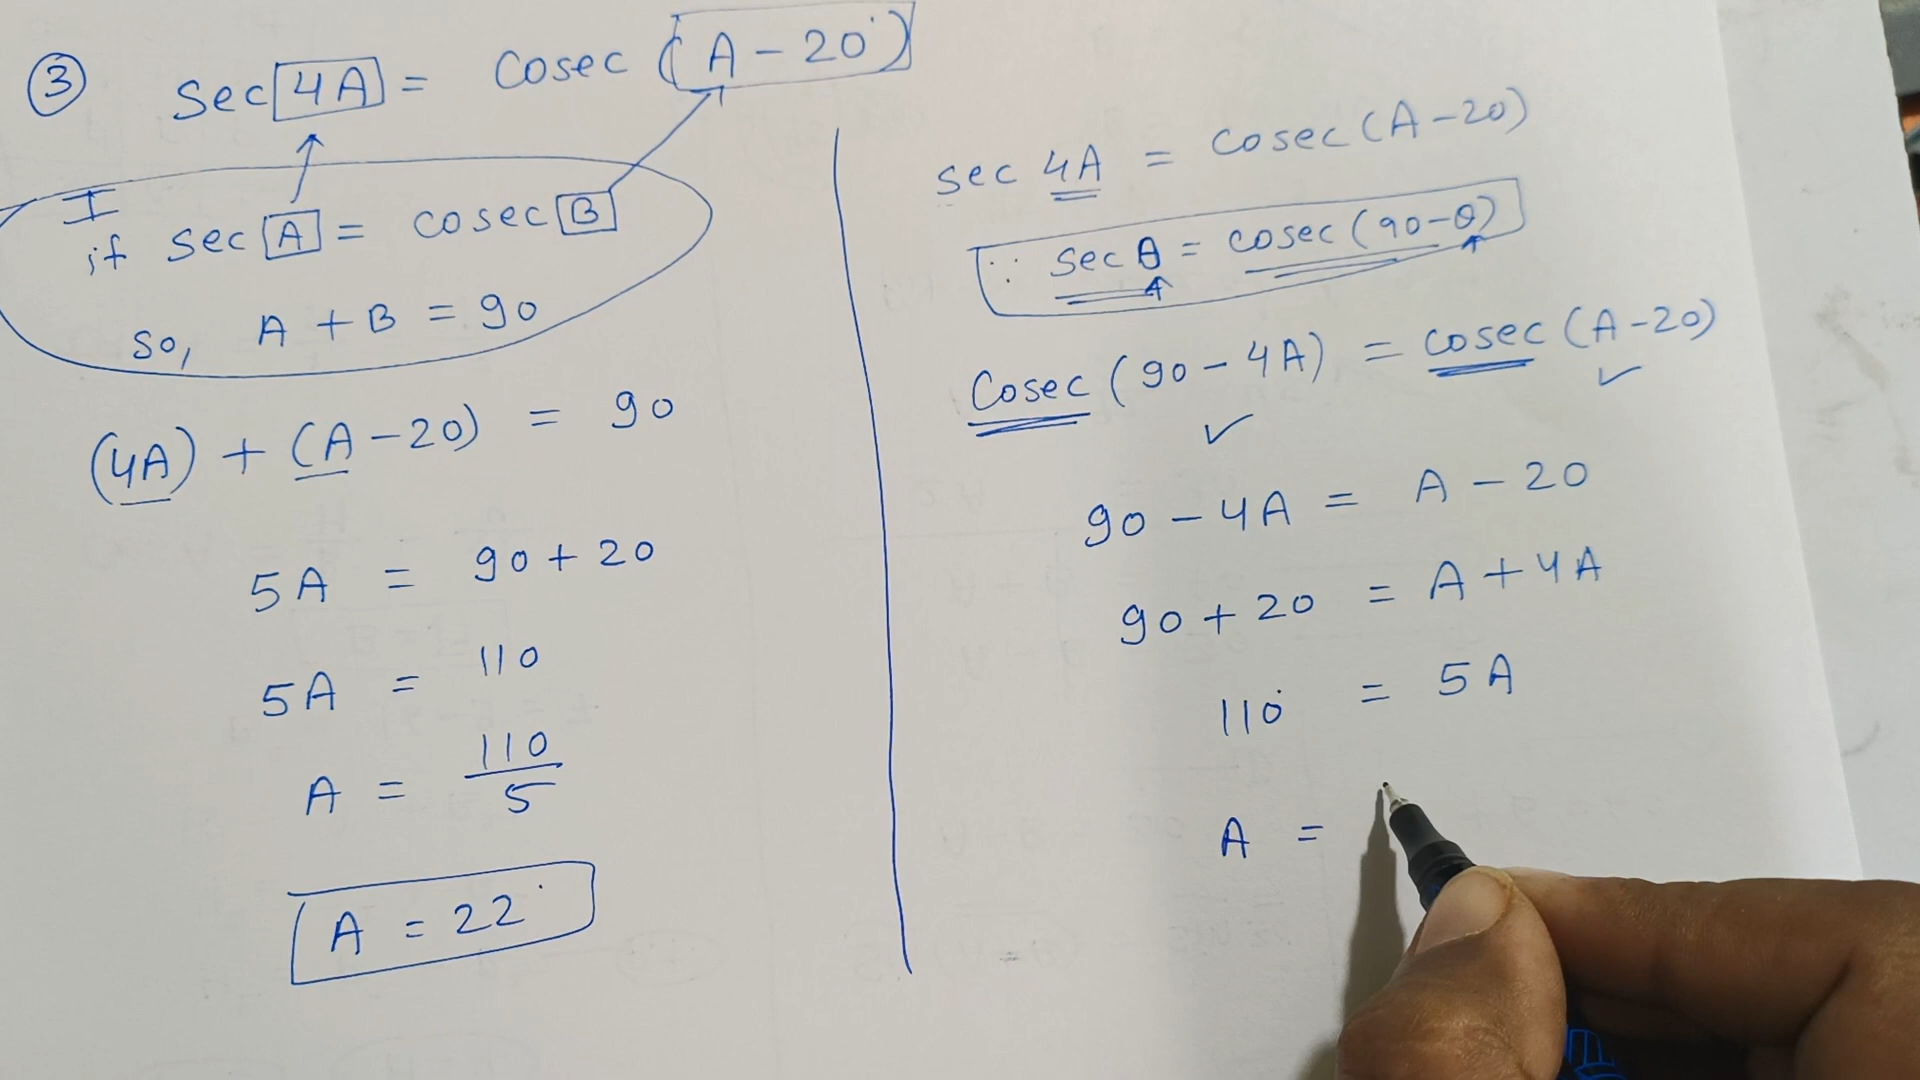 ③ Sec 4A = Cosec (A - 20°)
I
if sec A = cosec B
so, A + B = 90
(4A) + (A - 20) = 90
5A = 90 + 20
5A = 110
A = 110/5
A = 22°
sec 4A = cosec (A - 20)
∵ sec θ = cosec (90 - θ)
Cosec (90 - 4A) = cosec (A - 20)
✓ ✓
90 - 4A = A - 20
90 + 20 = A + 4A
110° = 5A
A =